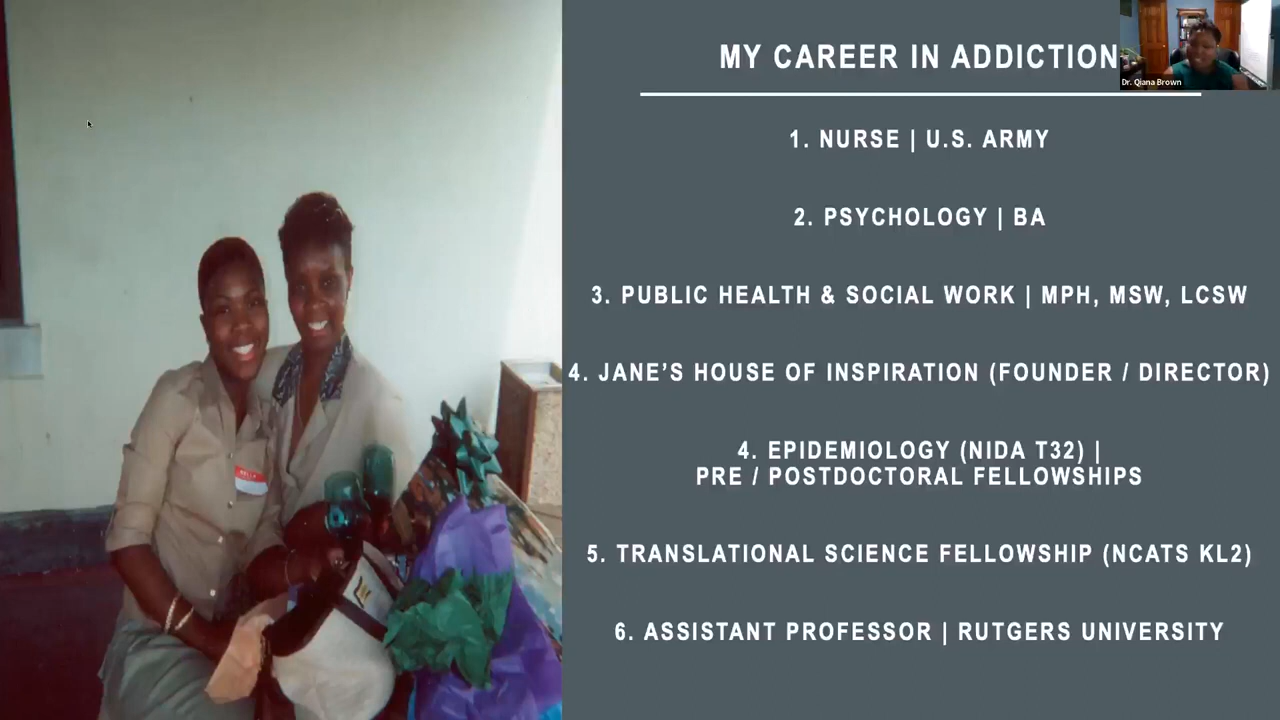 MY CAREER IN ADDICTION
Dr. Qiana Brown
1. NURSE | U.S. ARMY
2. PSYCHOLOGY | BA
3. PUBLIC HEALTH & SOCIAL WORK | MPH, MSW, LCSW
4. JANE'S HOUSE OF INSPIRATION (FOUNDER / DIRECTOR)
4. EPIDEMIOLOGY (NIDA T32) |
PRE / POSTDOCTORAL FELLOWSHIPS
5. TRANSLATIONAL SCIENCE FELLOWSHIP (NCATS KL2)
6. ASSISTANT PROFESSOR | RUTGERS UNIVERSITY
HELLO